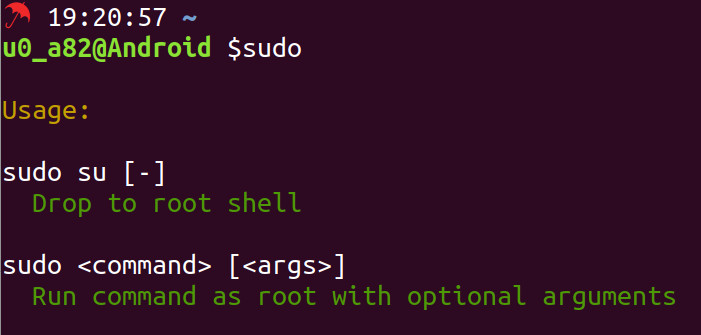 ☂ 19:20:57 ~
u0_a82@Android $sudo
Usage:
sudo su [-]
Drop to root shell
sudo <command> [<args>]
Run command as root with optional arguments